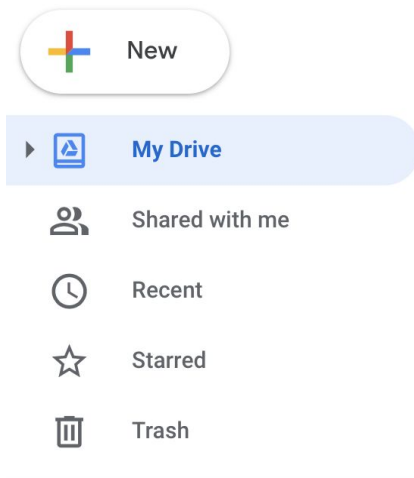 New
My Drive
Shared with me
Recent
Starred
Trash